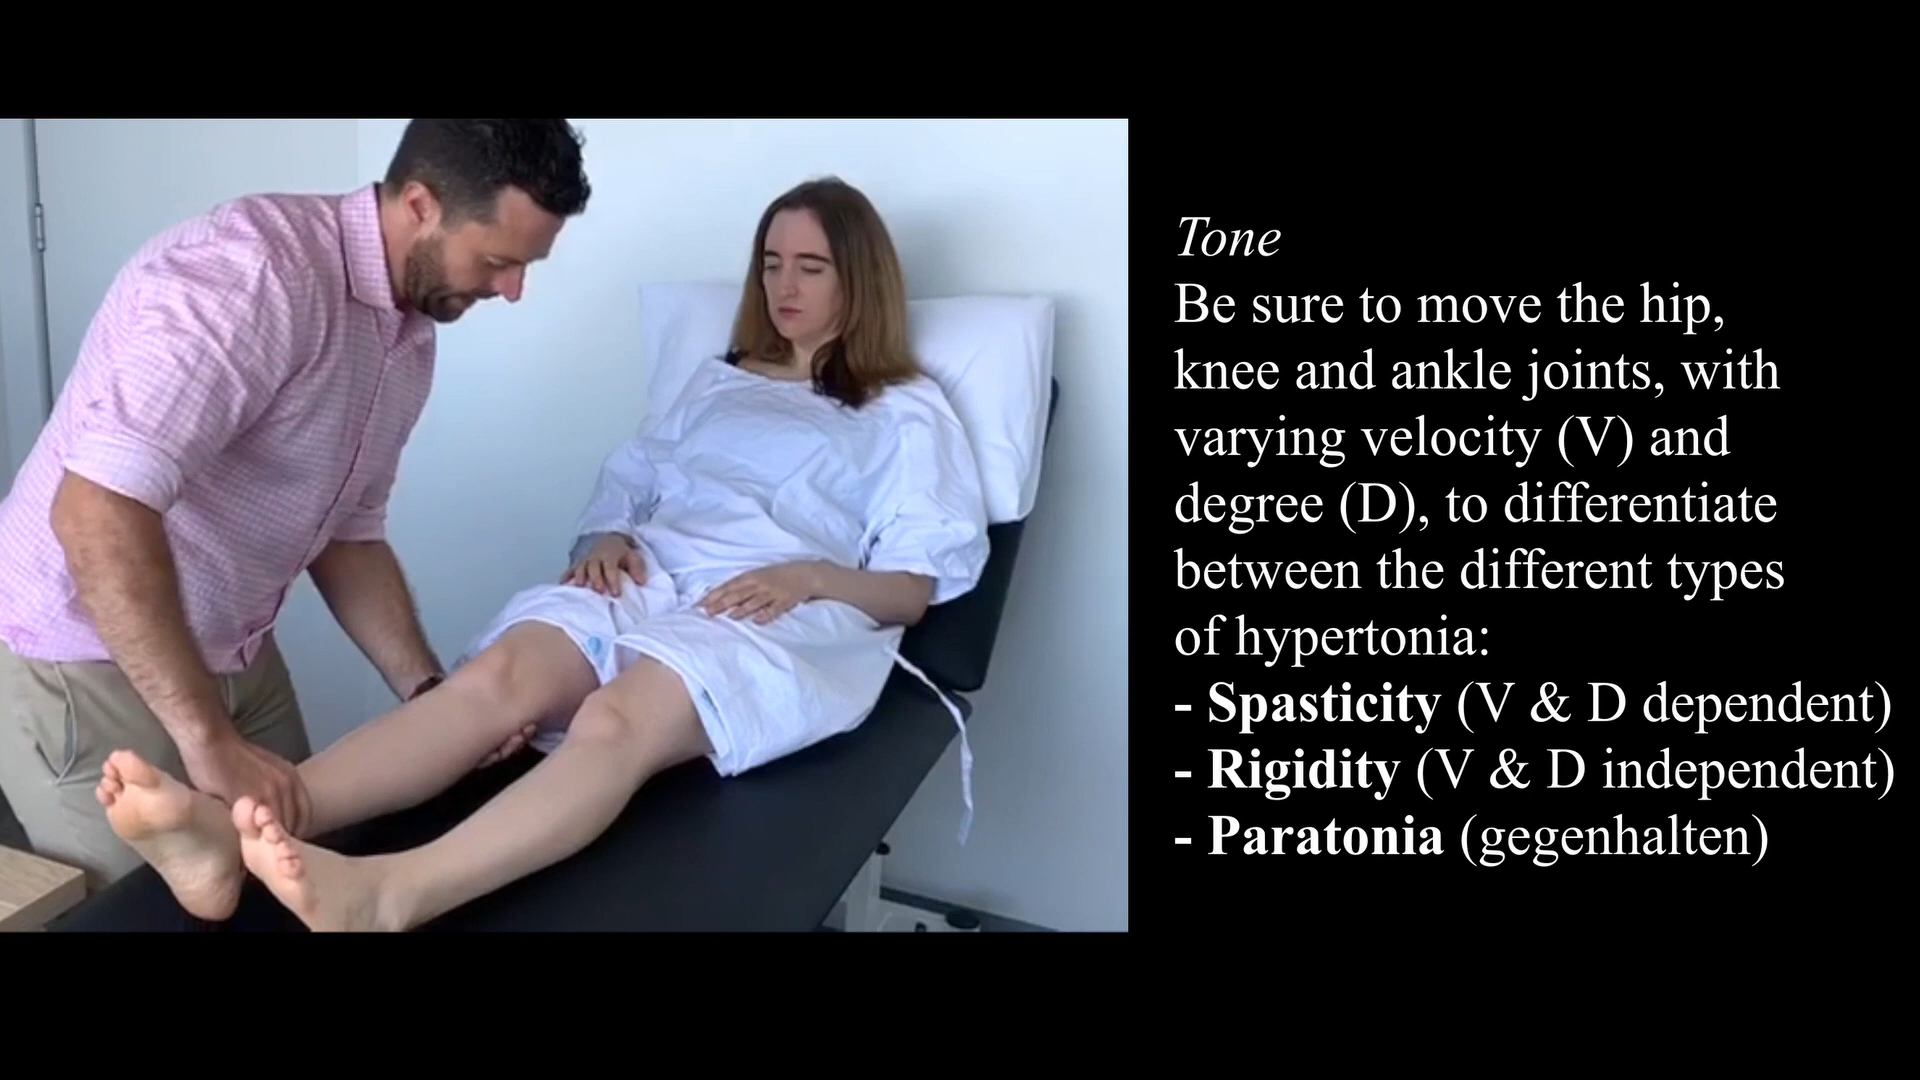 Tone
Be sure to move the hip,
knee and ankle joints, with
varying velocity (V) and
degree (D), to differentiate
between the different types
of hypertonia:
- Spasticity (V & D dependent)
- Rigidity (V & D independent)
- Paratonia (gegenhalten)